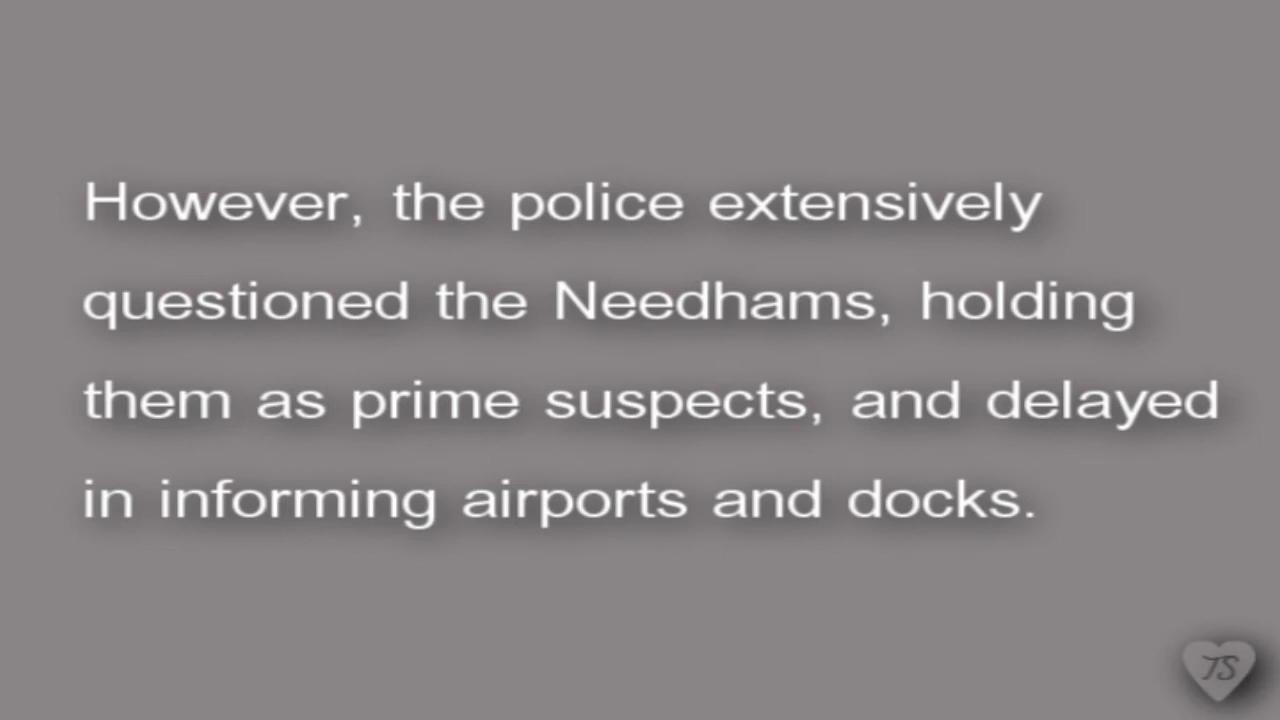 However, the police extensively
questioned the Needhams, holding
them as prime suspects, and delayed
in informing airports and docks.
TS